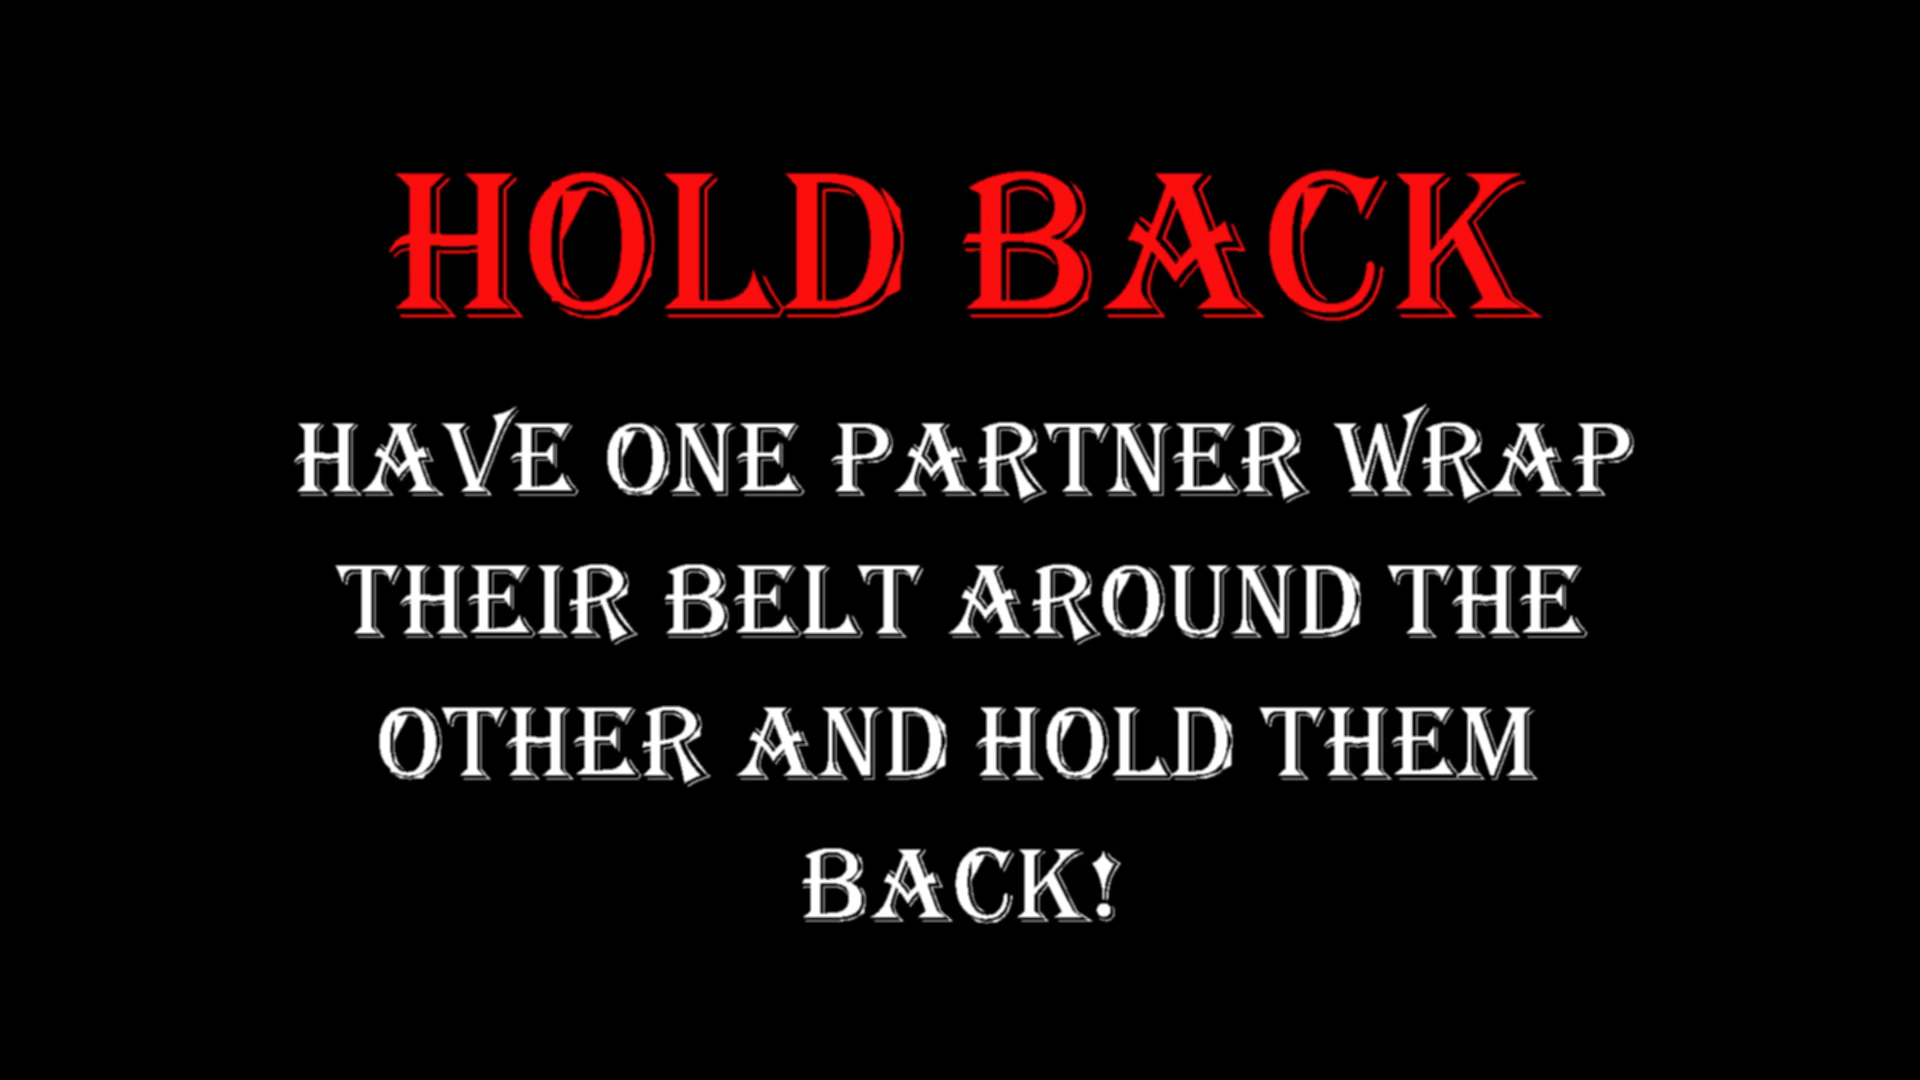 HOLD BACK
HAVE ONE PARTNER WRAP
THEIR BELT AROUND THE
OTHER AND HOLD THEM
BACK!